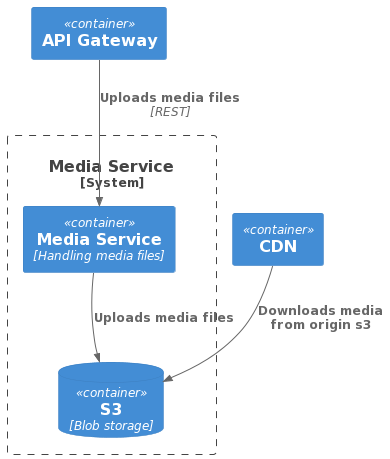 «container»
API Gateway
Uploads media files
[REST]
Media Service
[System]
«container»
Media Service
[Handling media files]
«container»
CDN
Uploads media files
Downloads media
from origin s3
«container»
S3
[Blob storage]